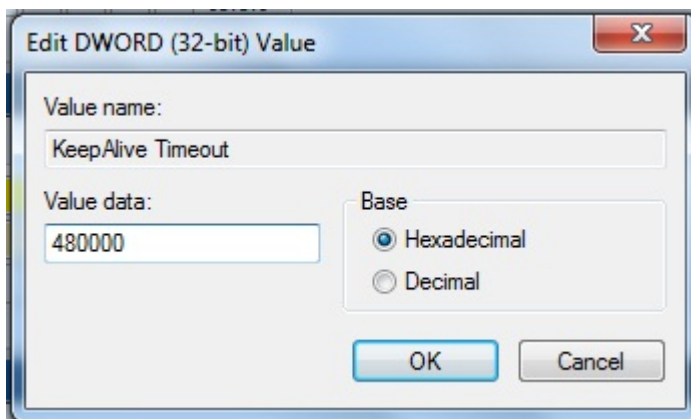 Edit DWORD (32-bit) Value
Value name:
KeepAlive Timeout
Value data:
480000
Base
Hexadecimal
Decimal
OK
Cancel